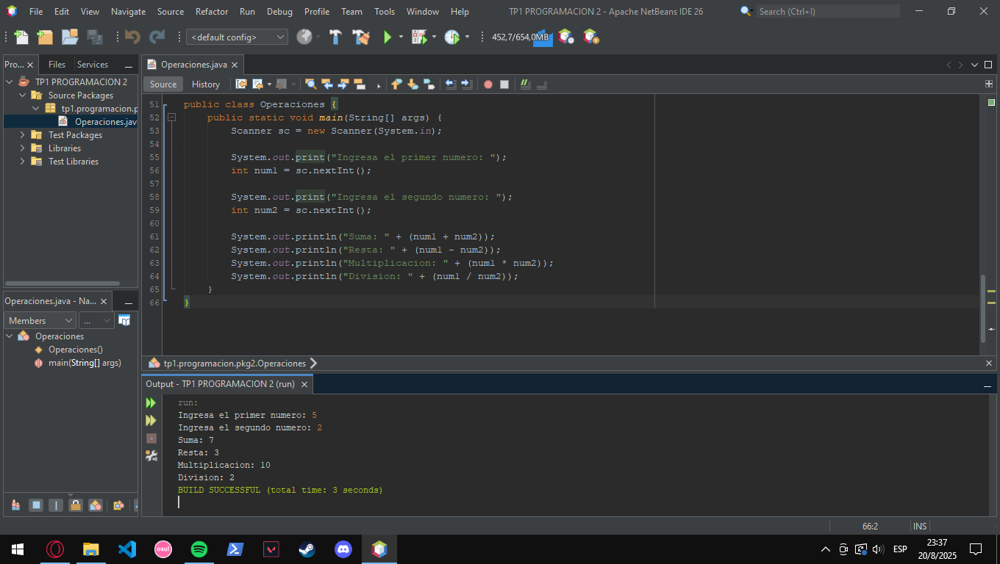 File Edit View Navigate Source Refactor Run Debug Profile Team Tools Window Help TP1 PROGRAMACION 2 - Apache NetBeans IDE 26 Search (Ctrl+I)
<default config> 452,7/654,0MB
Pro... Files Services
TP1 PROGRAMACION 2
Source Packages
tp1.programacion.p
Operaciones.jav
Test Packages
Libraries
Test Libraries
Operaciones.java - Na...
Members ...
Operaciones
Operaciones()
main(String[] args)
Operaciones.java
Source History
51 public class Operaciones {
52 public static void main(String[] args) {
53 Scanner sc = new Scanner(System.in);
54
55 System.out.print("Ingresa el primer numero: ");
56 int num1 = sc.nextInt();
57
58 System.out.print("Ingresa el segundo numero: ");
59 int num2 = sc.nextInt();
60
61 System.out.println("Suma: " + (num1 + num2));
62 System.out.println("Resta: " + (num1 - num2));
63 System.out.println("Multiplicacion: " + (num1 * num2));
64 System.out.println("Division: " + (num1 / num2));
65 }
66 }
tp1.programacion.pkg2.Operaciones
Output - TP1 PROGRAMACION 2 (run)
run:
Ingresa el primer numero: 5
Ingresa el segundo numero: 2
Suma: 7
Resta: 3
Multiplicacion: 10
Division: 2
BUILD SUCCESSFUL (total time: 3 seconds)
66:2 INS
osu!
ESP
23:37
20/8/2025